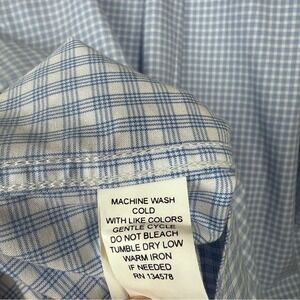 MACHINE WASH
COLD
WITH LIKE COLORS
GENTLE CYCLE
DO NOT BLEACH
TUMBLE DRY LOW
WARM IRON
IF NEEDED
RN 134578